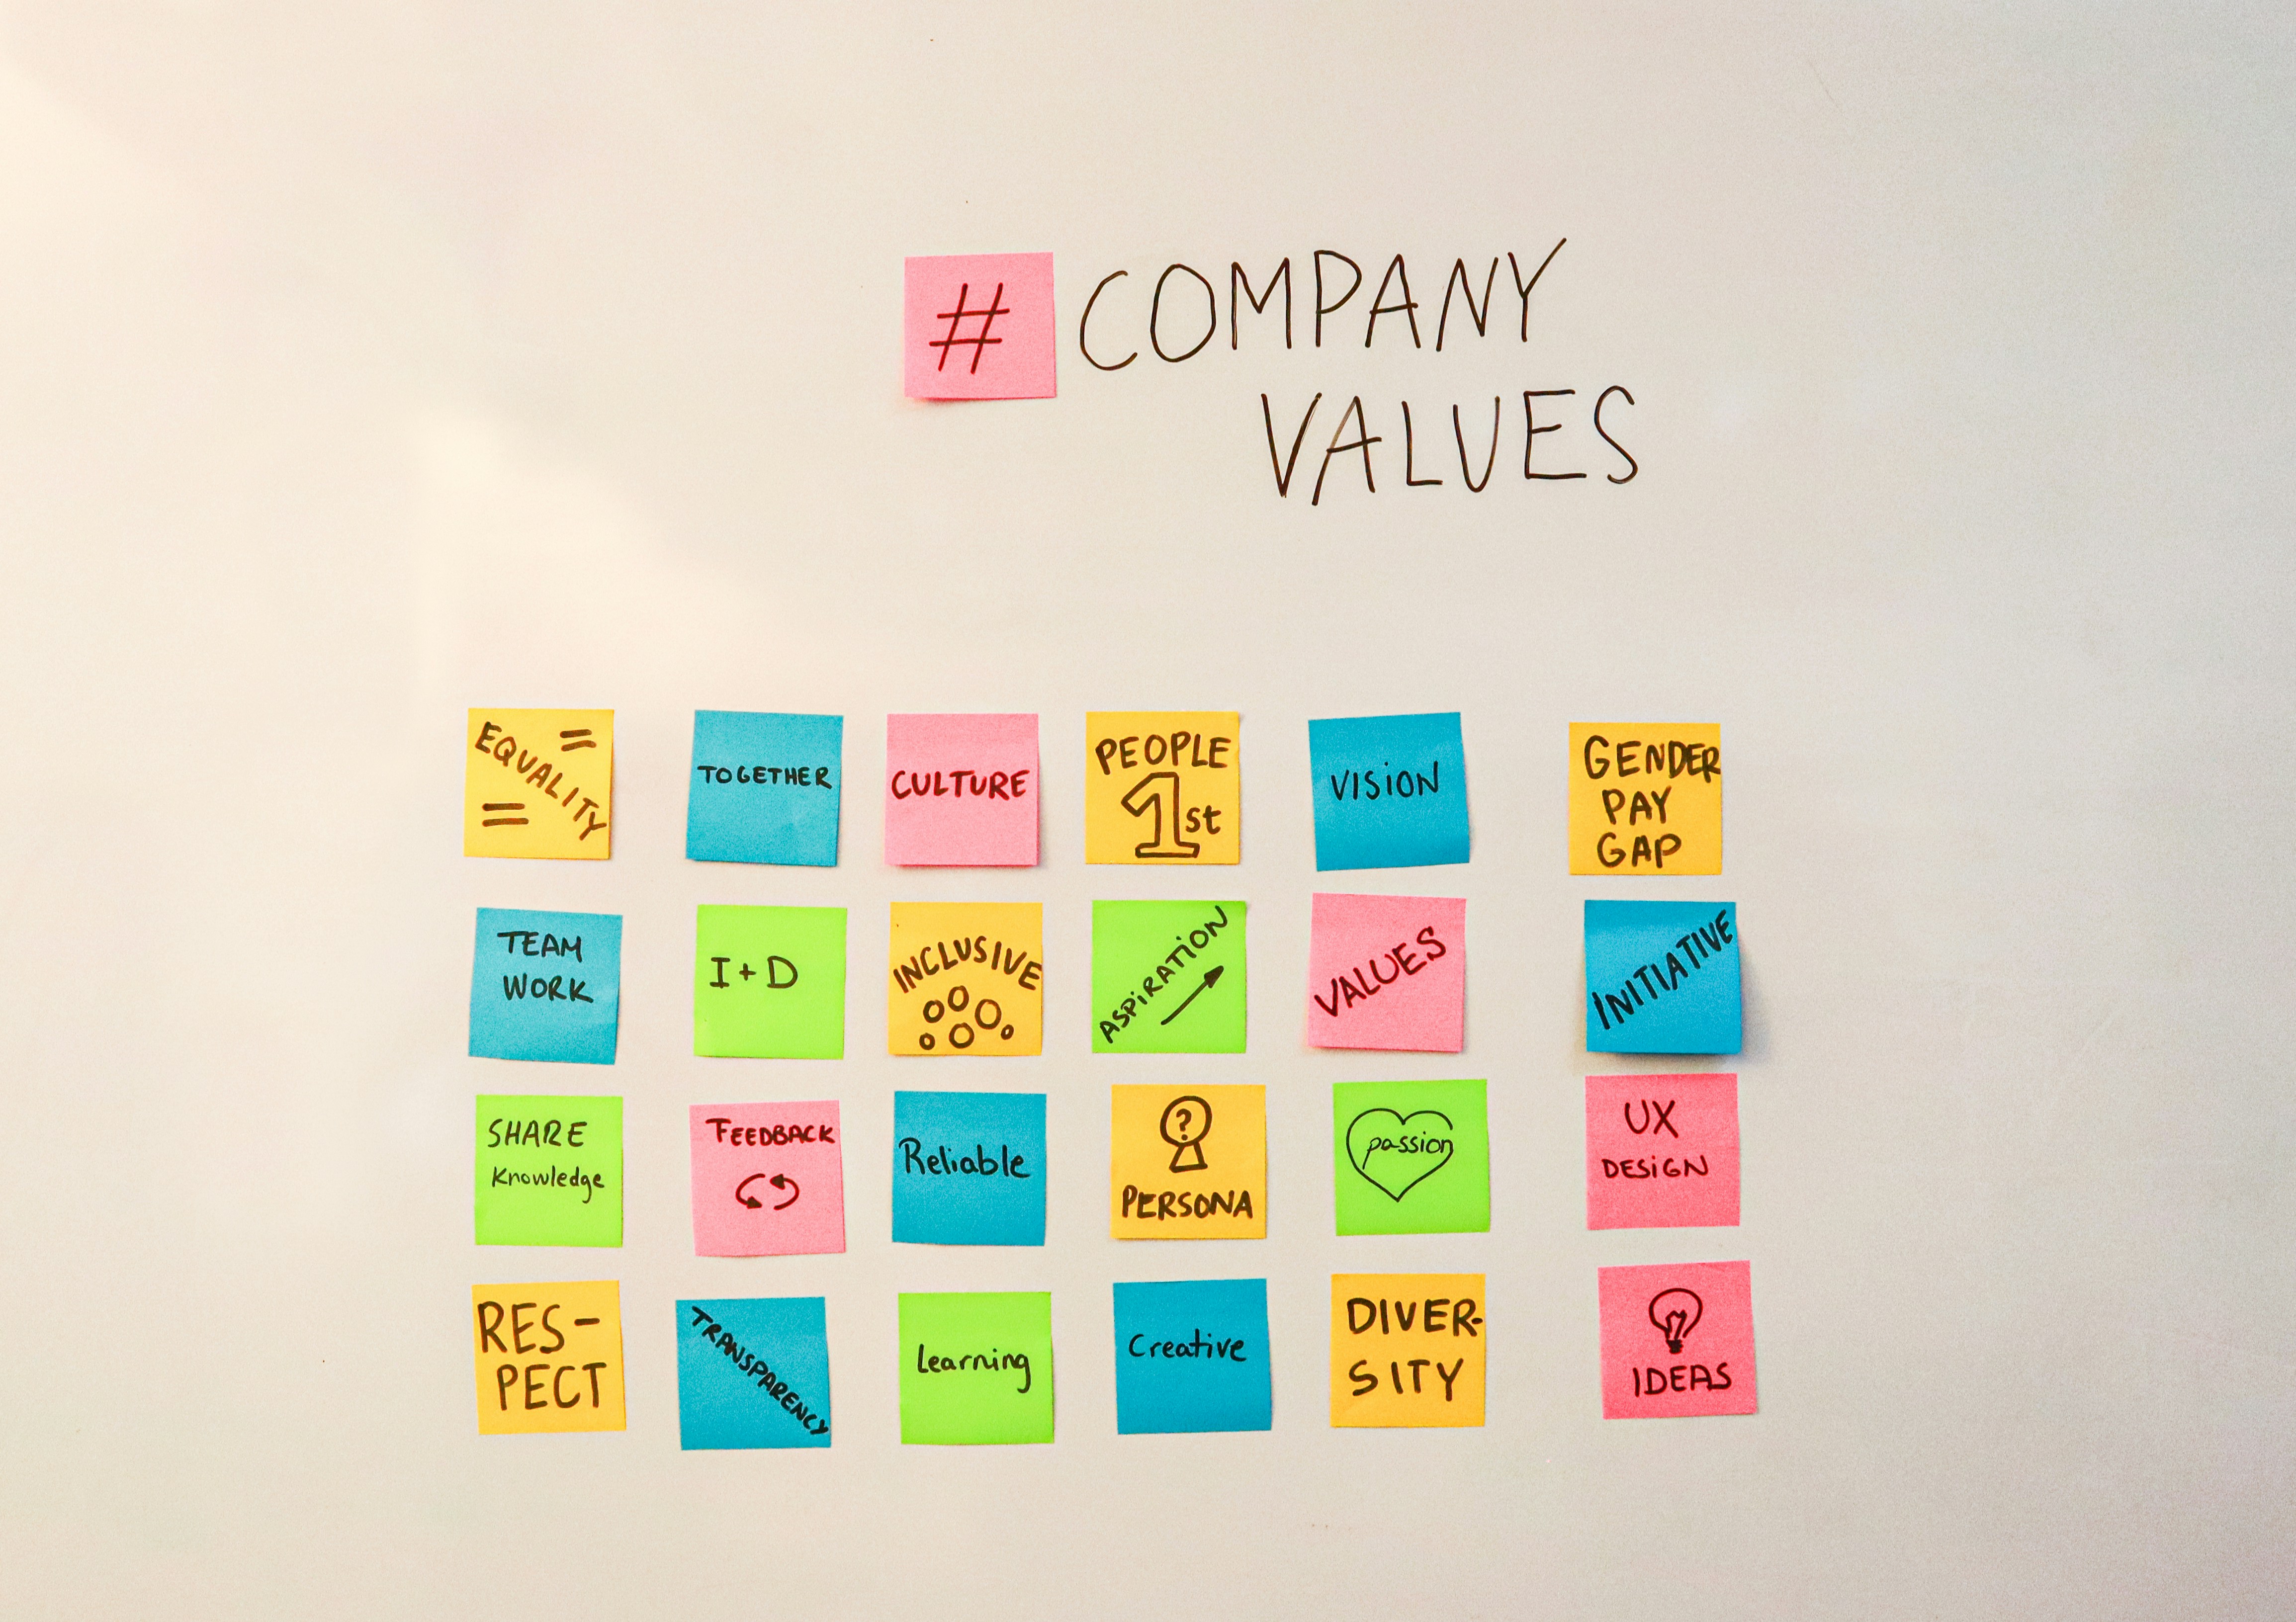 # COMPANY
VALUES
EQUALITY
=
=
TOGETHER
CULTURE
PEOPLE
1st
VISION
GENDER
PAY
GAP
TEAM
WORK
I+D
INCLUSIVE
ASPIRATION
VALUES
INITIATIVE
SHARE
Knowledge
FEEDBACK
Reliable
?
PERSONA
passion
UX
DESIGN
RES-
PECT
TRANSPARENCY
Learning
Creative
DIVER-
SITY
IDEAS